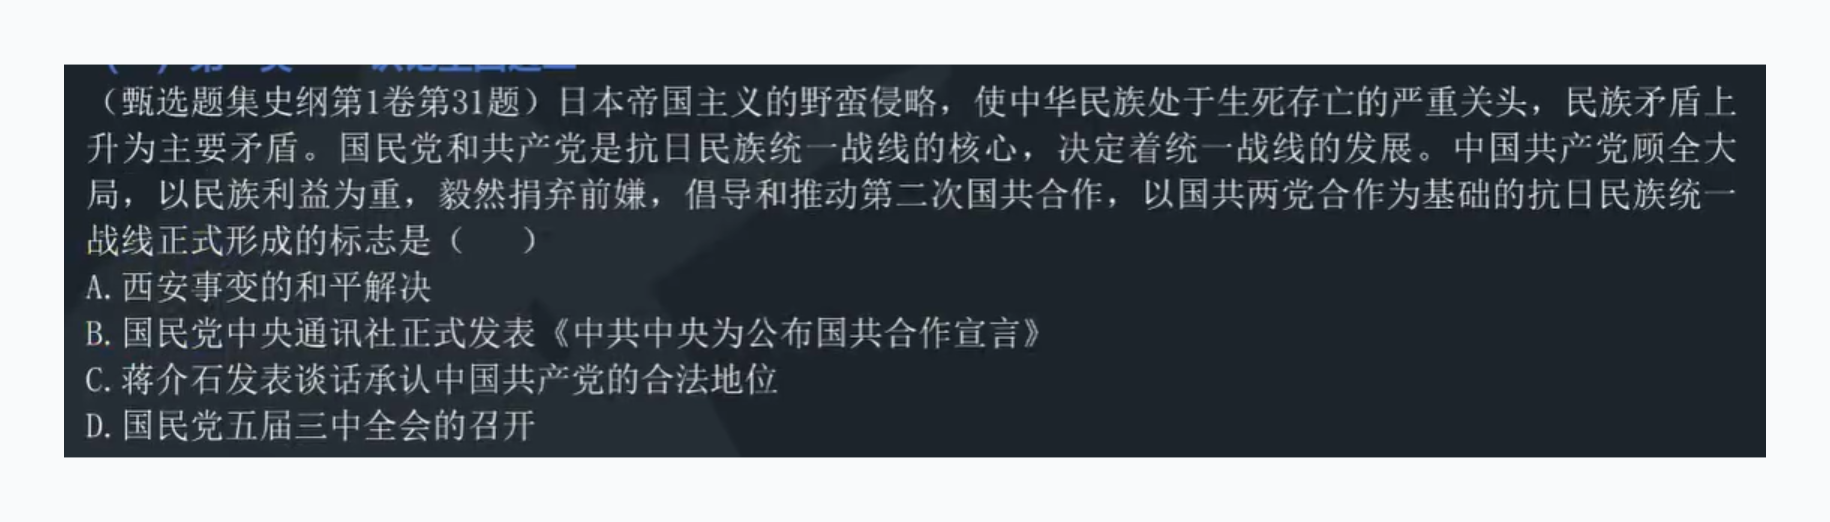 （甄选题集史纲第1卷第31题）日本帝国主义的野蛮侵略，使中华民族处于生死存亡的严重关头，民族矛盾上
升为主要矛盾。国民党和共产党是抗日民族统一战线的核心，决定着统一战线的发展。中国共产党顾全大
局，以民族利益为重，毅然捐弃前嫌，倡导和推动第二次国共合作，以国共两党合作为基础的抗日民族统一
战线正式形成的标志是（　　）
A.西安事变的和平解决
B.国民党中央通讯社正式发表《中共中央为公布国共合作宣言》
C.蒋介石发表谈话承认中国共产党的合法地位
D.国民党五届三中全会的召开